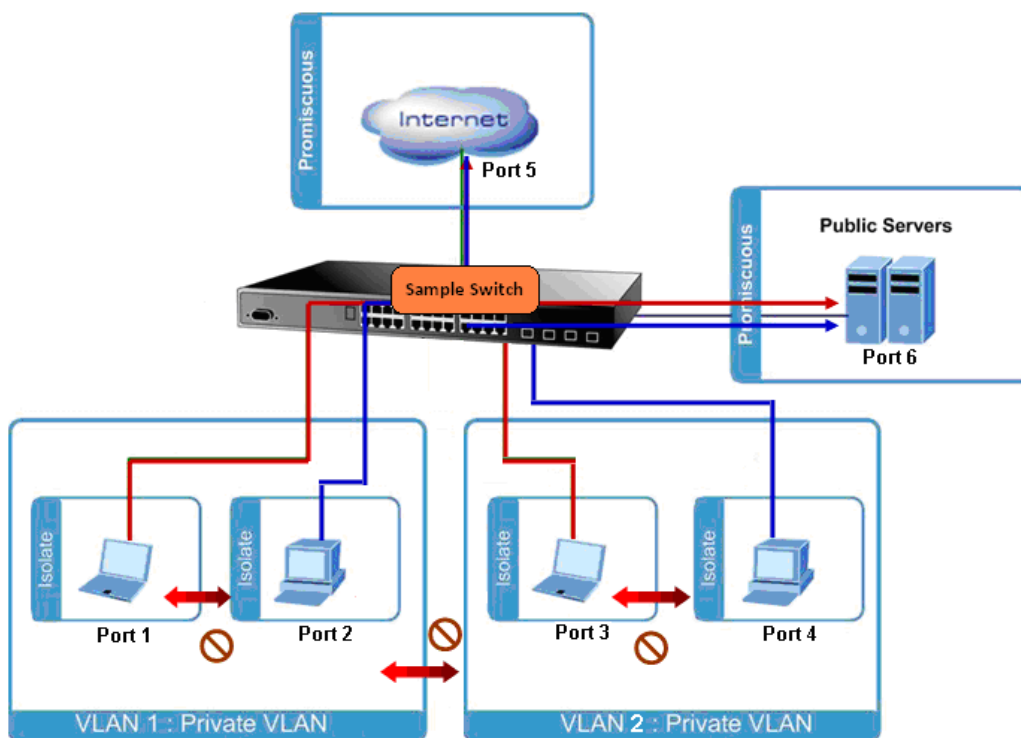 Promiscuous
Internet
Port 5
Promiscuous
Public Servers
Port 6
Sample Switch
Isolate
Port 1
Isolate
Port 2
Isolate
Port 3
Isolate
Port 4
VLAN 1 : Private VLAN
VLAN 2 : Private VLAN